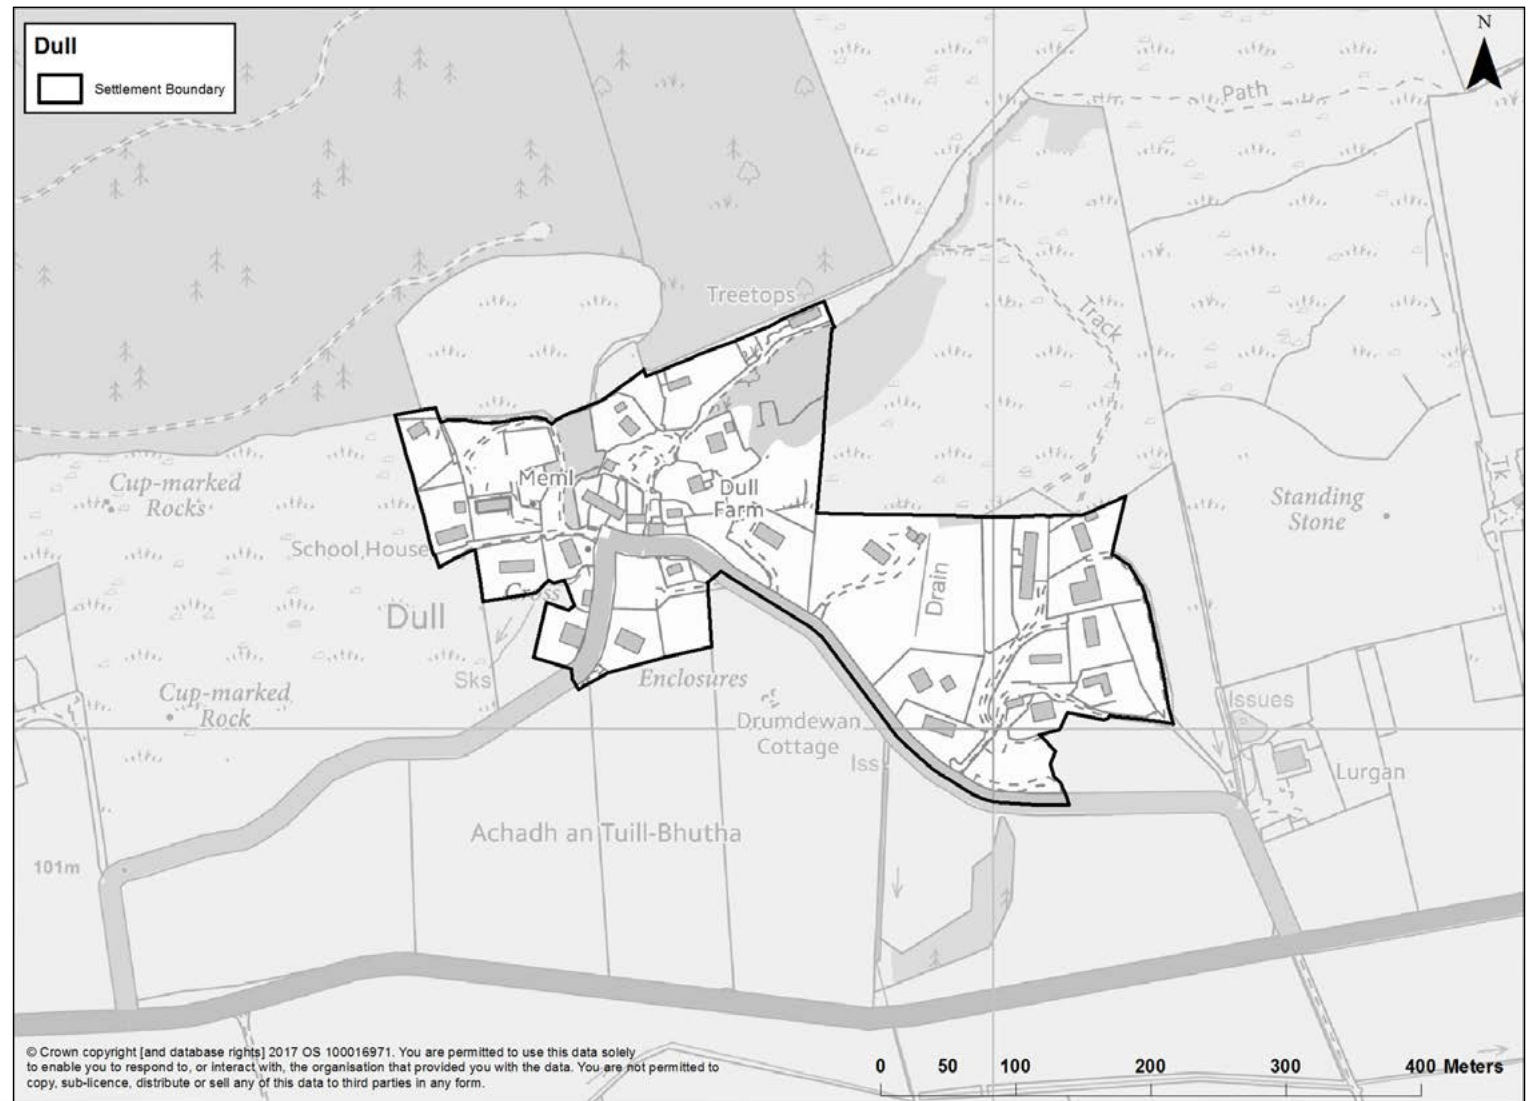 Dull
Settlement Boundary
N
Path
Track
Treetops
Cup-marked
Rocks
Meml
Dull
Farm
Standing
Stone
Tk
School House
Cross
Drain
Dull
Sks
Enclosures
Cup-marked
Rock
Issues
Drumdewan
Cottage
Iss
Lurgan
Achadh an Tuill-Bhutha
101m
© Crown copyright [and database rights] 2017 OS 100016971. You are permitted to use this data solely
to enable you to respond to, or interact with, the organisation that provided you with the data. You are not permitted to
copy, sub-licence, distribute or sell any of this data to third parties in any form.
0 50 100 200 300 400 Meters